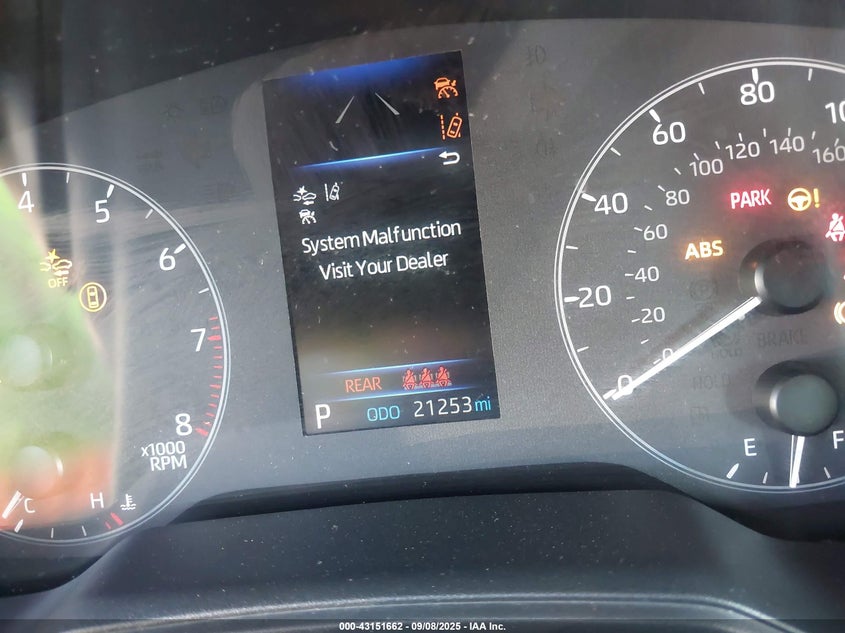 4
5
6
7
8
x1000
RPM
OFF
C
H
System Malfunction
Visit Your Dealer
REAR
P ODO 21253 mi
0
20
40
60
80
0
20
40
60
80
100
120
140
160
PARK
ABS
BRAKE
HOLD
E
F
000-43151662 - 09/08/2025 - IAA Inc.